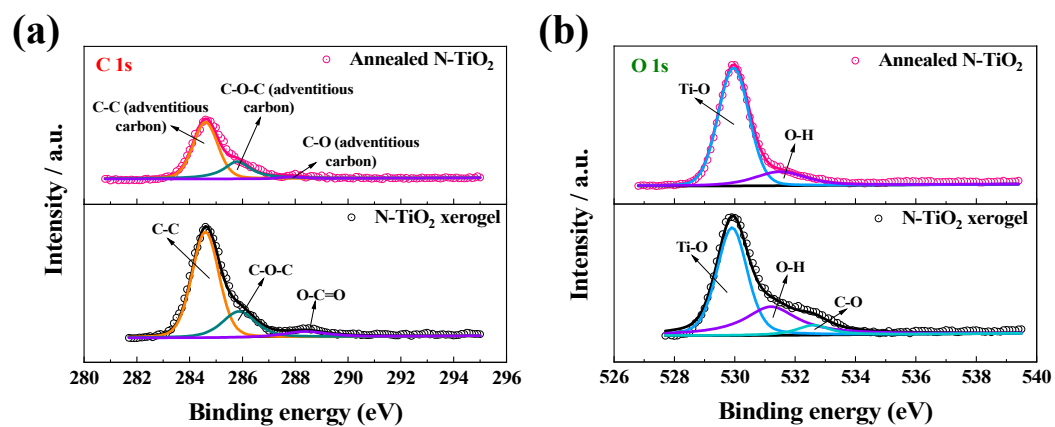 (a)
C 1s
Annealed N-TiO₂
C-C (adventitious
carbon)
C-O-C (adventitious
carbon)
C-O (adventitious
carbon)
N-TiO₂ xerogel
C-C
C-O-C
O-C=O
Intensity / a.u.
280 282 284 286 288 290 292 294 296
Binding energy (eV)
(b)
O 1s
Annealed N-TiO₂
Ti-O
O-H
N-TiO₂ xerogel
Ti-O
O-H
C-O
Intensity / a.u.
526 528 530 532 534 536 538 540
Binding energy (eV)